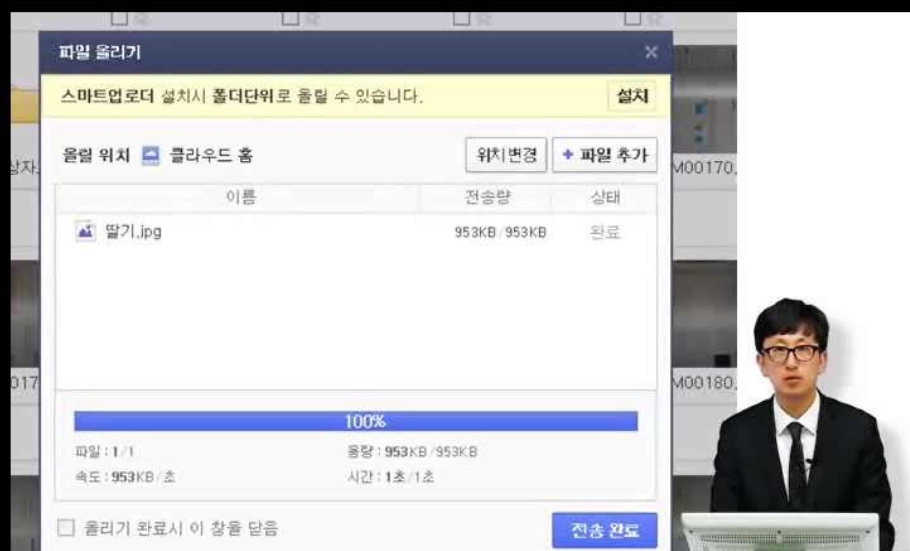 파일 올리기
스마트업로더 설치시 폴더단위로 올릴 수 있습니다. 설치
올릴 위치 클라우드 홈 위치변경 + 파일 추가
이름 전송량 상태
딸기.jpg 953KB/953KB 완료
100%
파일 : 1/1 용량 : 953KB/953KB
속도 : 953KB/초 시간 : 1초/1초
올리기 완료시 이 창을 닫음 전송 완료
상자.
M00170.
017
M00180.